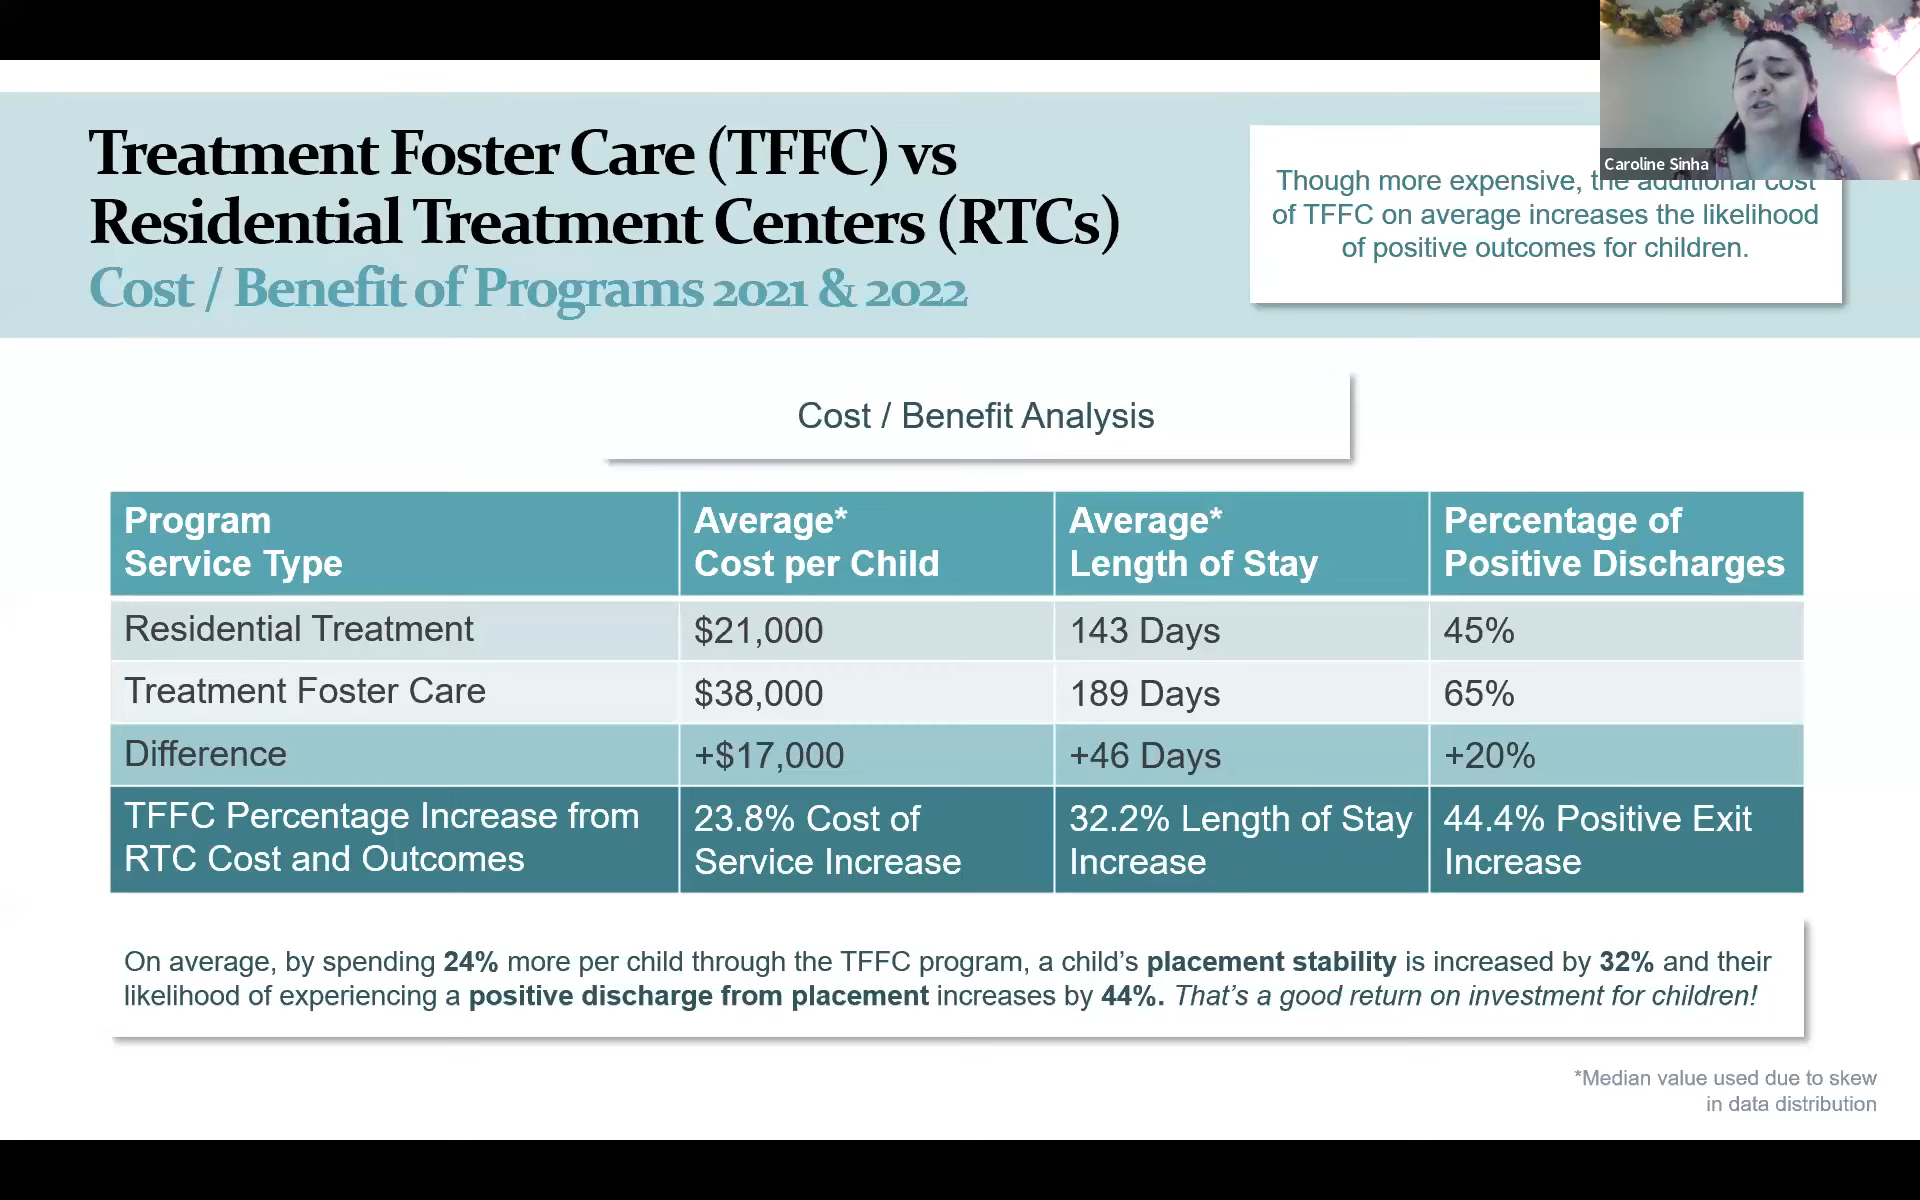 Treatment Foster Care (TFFC) vs
Residential Treatment Centers (RTCs)
Cost / Benefit of Programs 2021 & 2022
Caroline Sinha
Though more expensive, the additional cost
of TFFC on average increases the likelihood
of positive outcomes for children.
Cost / Benefit Analysis
Program
Service Type
Average*
Cost per Child
Average*
Length of Stay
Percentage of
Positive Discharges
Residential Treatment
$21,000
143 Days
45%
Treatment Foster Care
$38,000
189 Days
65%
Difference
+$17,000
+46 Days
+20%
TFFC Percentage Increase from
RTC Cost and Outcomes
23.8% Cost of
Service Increase
32.2% Length of Stay
Increase
44.4% Positive Exit
Increase
On average, by spending 24% more per child through the TFFC program, a child’s placement stability is increased by 32% and their
likelihood of experiencing a positive discharge from placement increases by 44%. That’s a good return on investment for children!
*Median value used due to skew
in data distribution